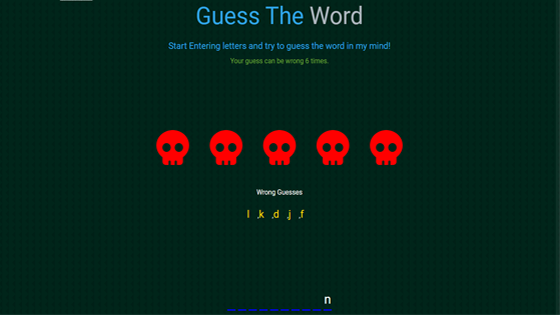 Guess The Word
Start Entering letters and try to guess the word in my mind!
Your guess can be wrong 6 times.
Wrong Guesses
l ,k ,d ,j ,f
n